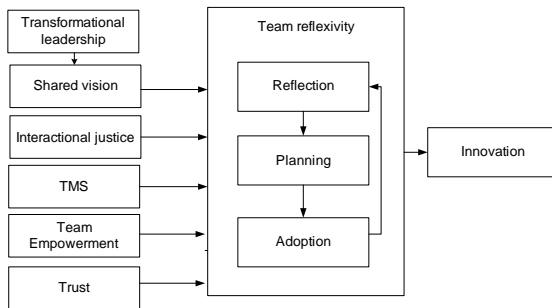 Transformational
leadership
Shared vision
Interactional justice
TMS
Team
Empowerment
Trust
Team reflexivity
Reflection
Planning
Adoption
Innovation